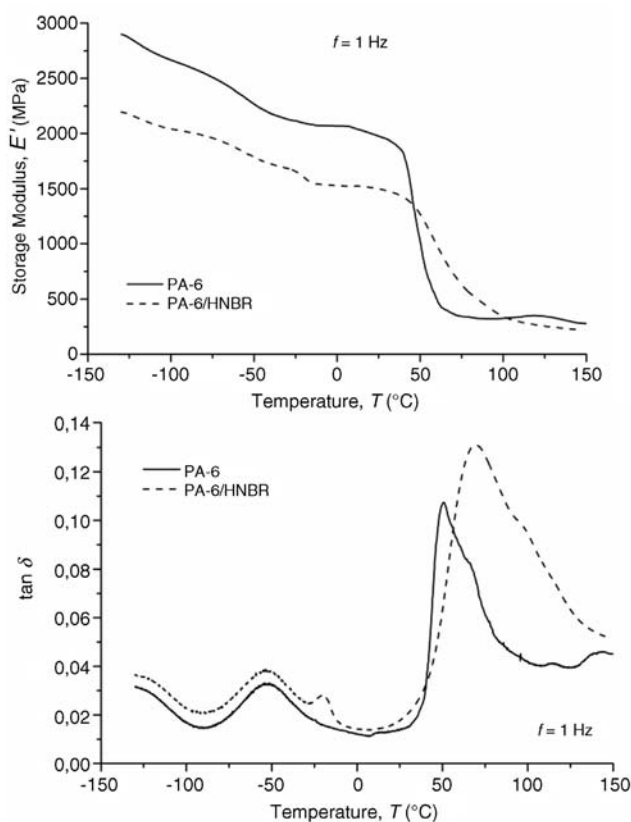 3000
2500
2000
1500
1000
500
0
Storage Modulus, E' (MPa)
f = 1 Hz
PA-6
PA-6/HNBR
-150 -100 -50 0 50 100 150
Temperature, T (°C)
0,14
0,12
0,10
0,08
0,06
0,04
0,02
0,00
tan δ
PA-6
PA-6/HNBR
f = 1 Hz
-150 -100 -50 0 50 100 150
Temperature, T (°C)